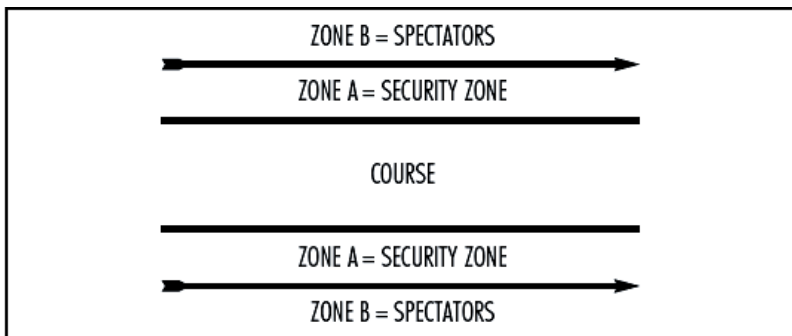 ZONE B = SPECTATORS
ZONE A = SECURITY ZONE
COURSE
ZONE A = SECURITY ZONE
ZONE B = SPECTATORS